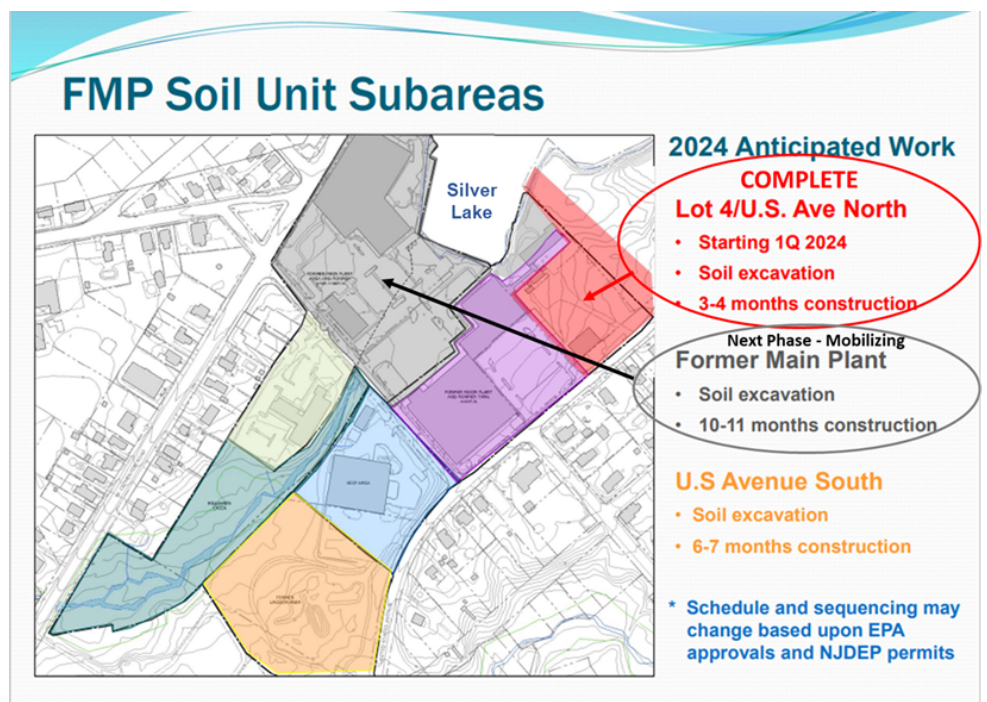 FMP Soil Unit Subareas
Silver
Lake
2024 Anticipated Work
COMPLETE
Lot 4/U.S. Ave North
• Starting 1Q 2024
• Soil excavation
• 3-4 months construction
Next Phase - Mobilizing
Former Main Plant
• Soil excavation
• 10-11 months construction
U.S Avenue South
• Soil excavation
• 6-7 months construction
* Schedule and sequencing may
change based upon EPA
approvals and NJDEP permits